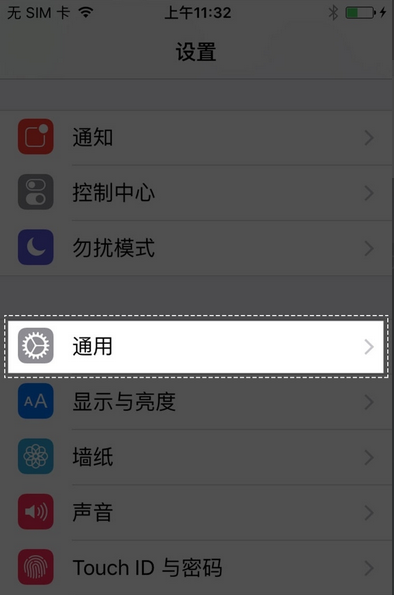 无 SIM 卡 上午11:32
设置
通知
控制中心
勿扰模式
通用
AA 显示与亮度
墙纸
声音
Touch ID 与密码